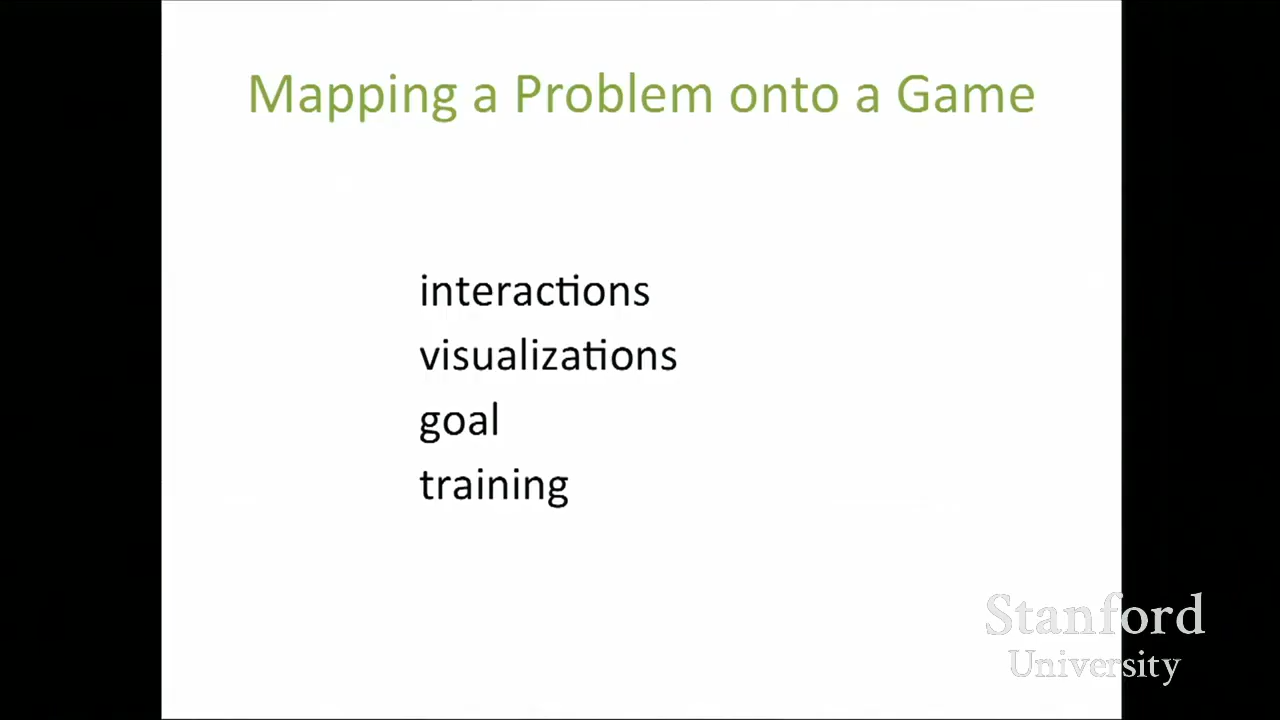 Mapping a Problem onto a Game
interactions
visualizations
goal
training
Stanford
University